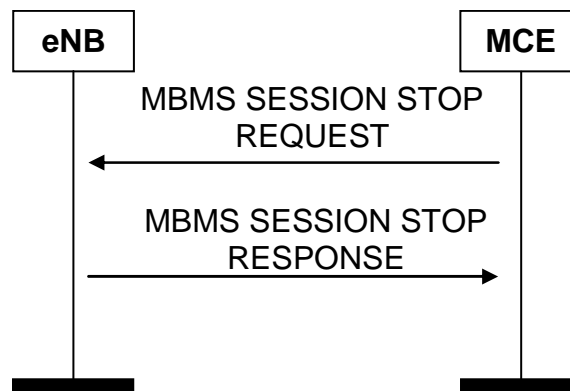 eNB
MCE
MBMS SESSION STOP
REQUEST
MBMS SESSION STOP
RESPONSE